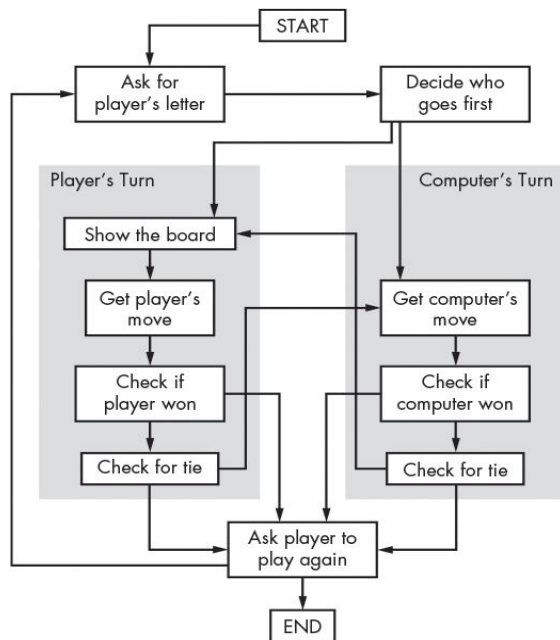 START
Ask for
player's letter
Decide who
goes first
Player's Turn
Computer's Turn
Show the board
Get player's
move
Get computer's
move
Check if
player won
Check if
computer won
Check for tie
Check for tie
Ask player to
play again
END